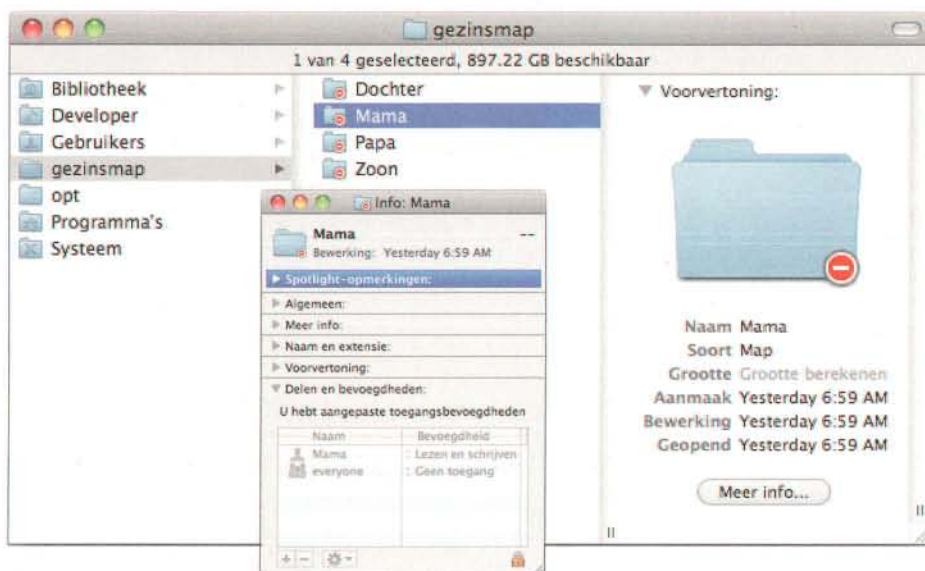 gezinsmap
1 van 4 geselecteerd, 897.22 GB beschikbaar
Bibliotheek
Developer
Gebruikers
gezinsmap
opt
Programma's
Systeem
Dochter
Mama
Papa
Zoon
Info: Mama
Mama --
Bewerking: Yesterday 6:59 AM
Spotlight-opmerkingen:
Algemeen:
Meer info:
Naam en extensie:
Voorvertoning:
Delen en bevoegdheden:
U hebt aangepaste toegangsbevoegdheden
Naam Bevoegdheid
Mama Lezen en schrijven
everyone Geen toegang
Voorvertoning:
Naam Mama
Soort Map
Grootte Grootte berekenen
Aanmaak Yesterday 6:59 AM
Bewerking Yesterday 6:59 AM
Geopend Yesterday 6:59 AM
Meer info...